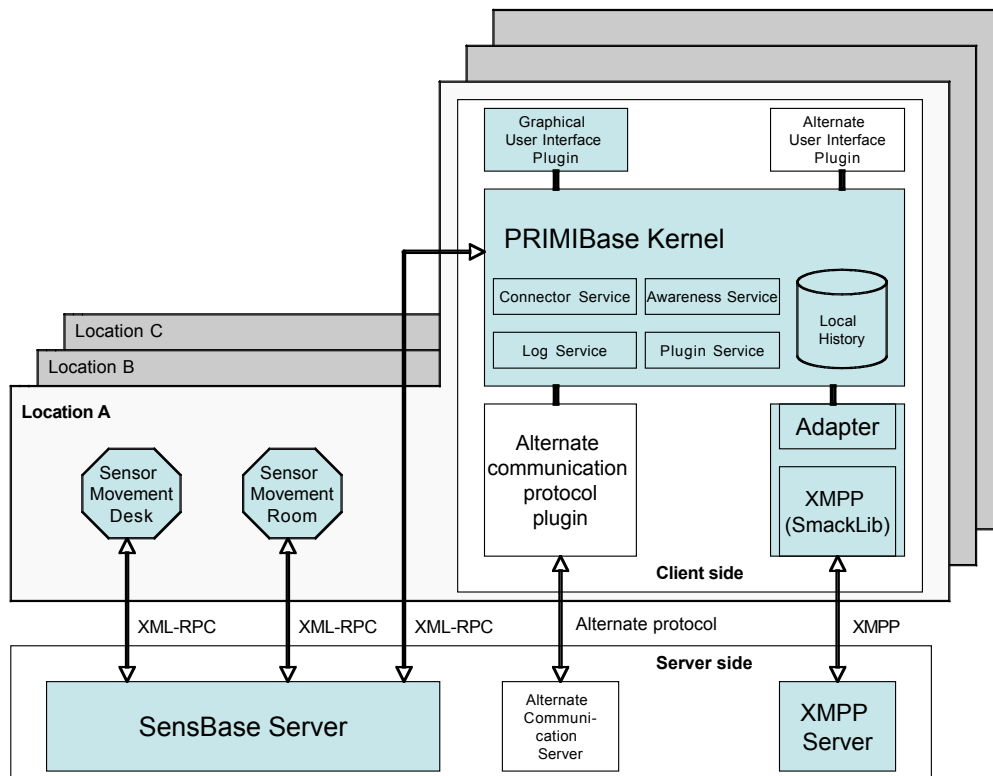 Graphical
User Interface
Plugin
Alternate
User Interface
Plugin
PRIMIBase Kernel
Connector Service
Awareness Service
Log Service
Plugin Service
Local
History
Location C
Location B
Location A
Sensor
Movement
Desk
Sensor
Movement
Room
Alternate
communication
protocol
plugin
Adapter
XMPP
(SmackLib)
Client side
XML-RPC
XML-RPC
XML-RPC
Alternate protocol
XMPP
Server side
SensBase Server
Alternate
Communi-
cation
Server
XMPP
Server